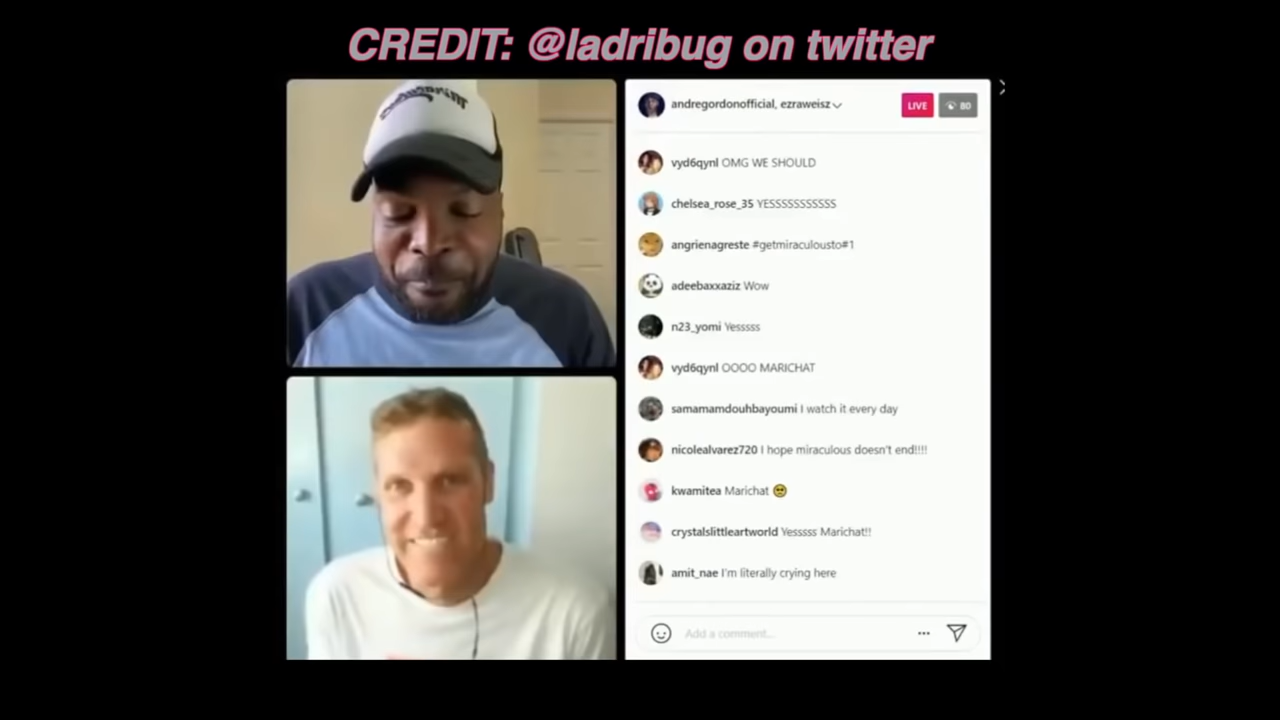 CREDIT: @ladribug on twitter
andregordonofficial, ezraweisz
LIVE
80
vyd6qynl OMG WE SHOULD
chelsea_rose_35 YESSSSSSSSSSS
angrienagreste #getmiraculousto#1
adeebaxxaziz Wow
n23_yomi Yesssss
vyd6qynl OOOO MARICHAT
samamamdouhbayoumi I watch it every day
nicolealvarez720 I hope miraculous doesn't end!!!!
kwamitea Marichat 🥺
crystalslittleartworld Yesssss Marichat!!
amit_nae I'm literally crying here
Add a comment...